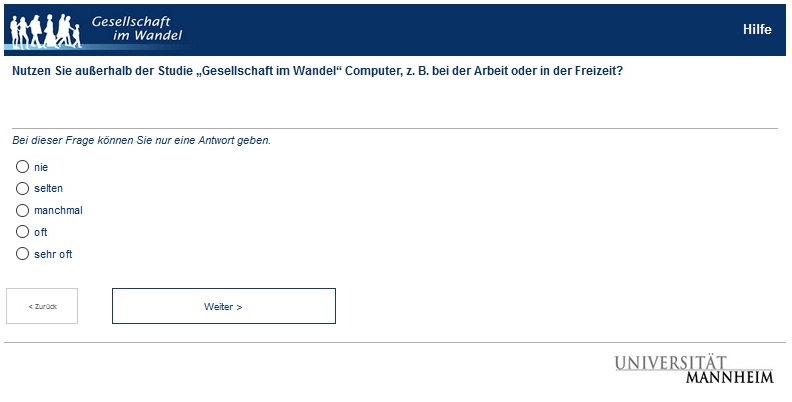 Gesellschaft
im Wandel
Hilfe
Nutzen Sie außerhalb der Studie „Gesellschaft im Wandel“ Computer, z. B. bei der Arbeit oder in der Freizeit?
Bei dieser Frage können Sie nur eine Antwort geben.
nie
selten
manchmal
oft
sehr oft
< Zurück
Weiter >
UNIVERSITÄT
MANNHEIM